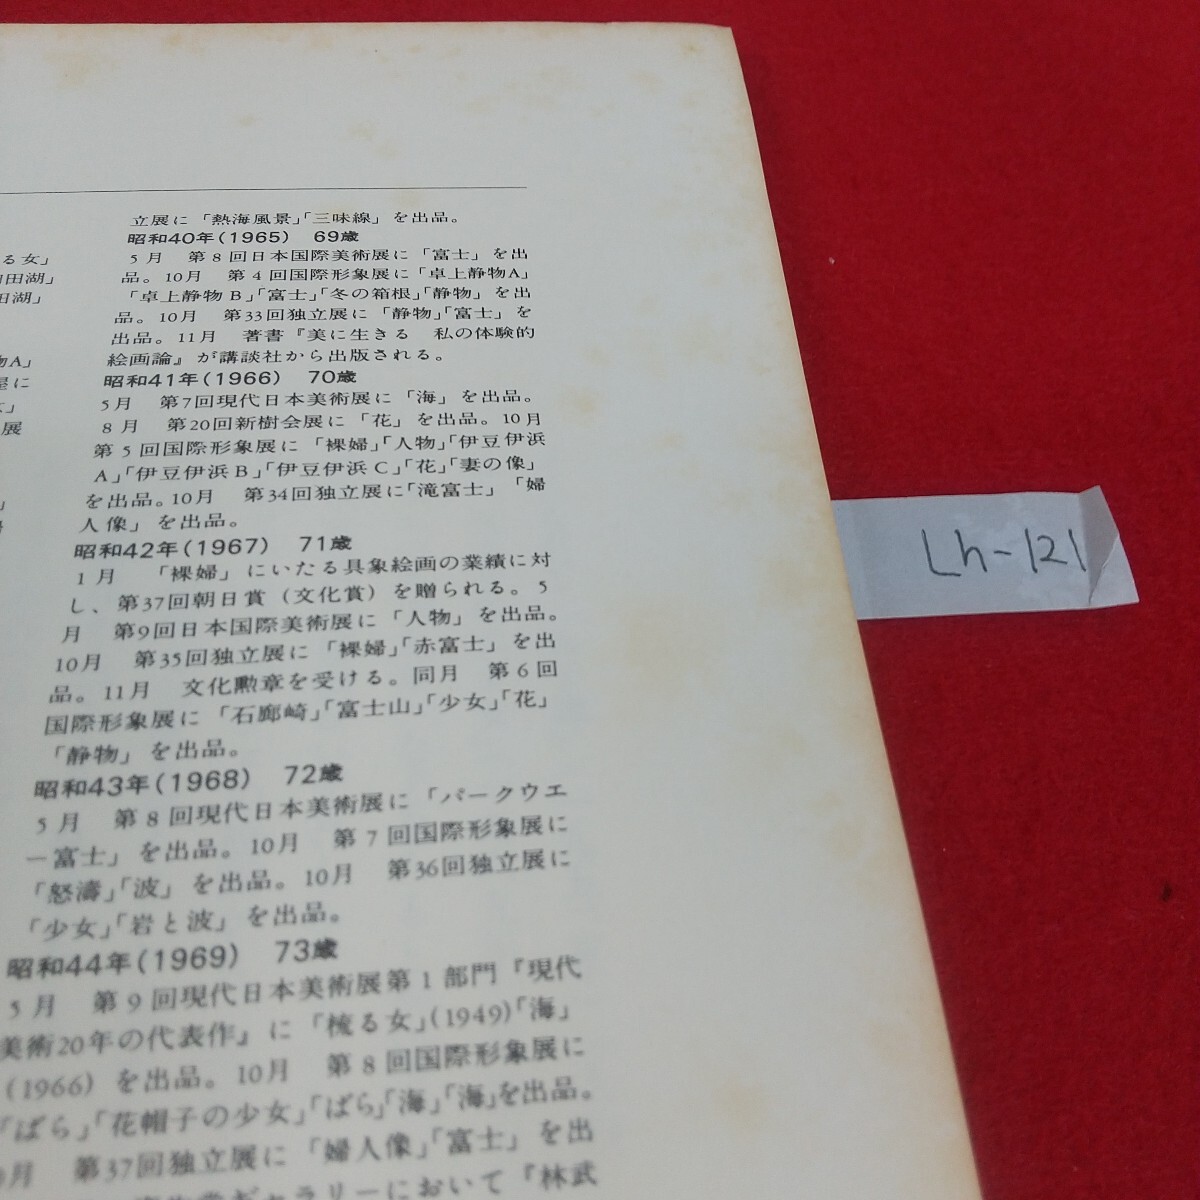 る女」
田湖」
田湖」
物A」
屋に
女」
展
」
立展に「熱海風景」「三味線」を出品。
昭和40年(1965) 69歳
5月 第8回日本国際美術展に「富士」を出
品。10月 第4回国際形象展に「卓上静物A」
「卓上静物B」「富士」「冬の箱根」「静物」を出
品。10月 第33回独立展に「静物」「富士」を
出品。11月 著書『美に生きる 私の体験的
絵画論』が講談社から出版される。
昭和41年(1966) 70歳
5月 第7回現代日本美術展に「海」を出品。
8月 第20回新樹会展に「花」を出品。10月
第5回国際形象展に「裸婦」「人物」「伊豆伊浜
A」「伊豆伊浜B」「伊豆伊浜C」「花」「妻の像」
を出品。10月 第34回独立展に「滝富士」「婦
人像」を出品。
昭和42年(1967) 71歳
1月 「裸婦」にいたる具象絵画の業績に対
し、第37回朝日賞（文化賞）を贈られる。5
月 第9回日本国際美術展に「人物」を出品。
10月 第35回独立展に「裸婦」「赤富士」を出
品。11月 文化勲章を受ける。同月 第6回
国際形象展に「石廊崎」「富士山」「少女」「花」
「静物」を出品。
昭和43年(1968) 72歳
5月 第8回現代日本美術展に「パークウエ
ー富士」を出品。10月 第7回国際形象展に
「怒濤」「波」を出品。10月 第36回独立展に
「少女」「岩と波」を出品。
昭和44年(1969) 73歳
5月 第9回現代日本美術展第1部門『現代
美術20年の代表作』に「梳る女」(1949)「海」
(1966)を出品。10月 第8回国際形象展に
「ばら」「花帽子の少女」「ばら」「海」「海」を出品。
月 第37回独立展に「婦人像」「富士」を出
ギャラリーにおいて『林武
Lh-121